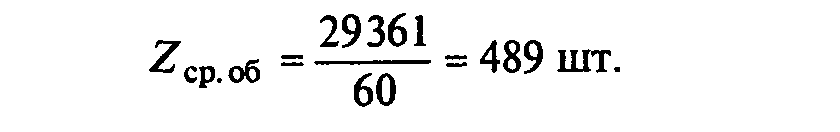 Z ср. об = 29361/60 = 489 шт.